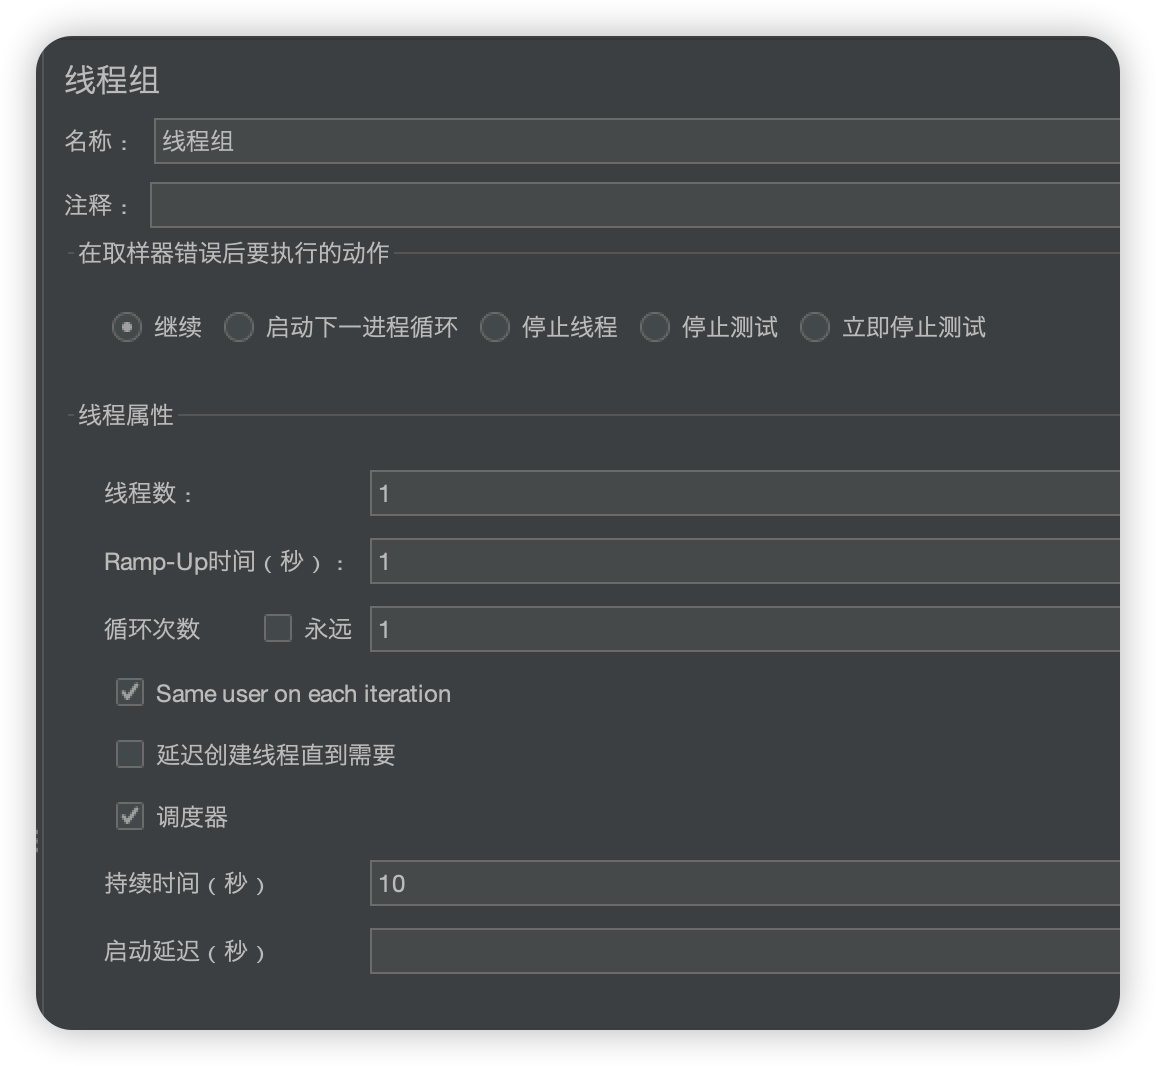 线程组
名称： 线程组
注释：
在取样器错误后要执行的动作
继续 启动下一进程循环 停止线程 停止测试 立即停止测试
线程属性
线程数： 1
Ramp-Up时间（秒）： 1
循环次数 永远 1
Same user on each iteration
延迟创建线程直到需要
调度器
持续时间（秒） 10
启动延迟（秒）